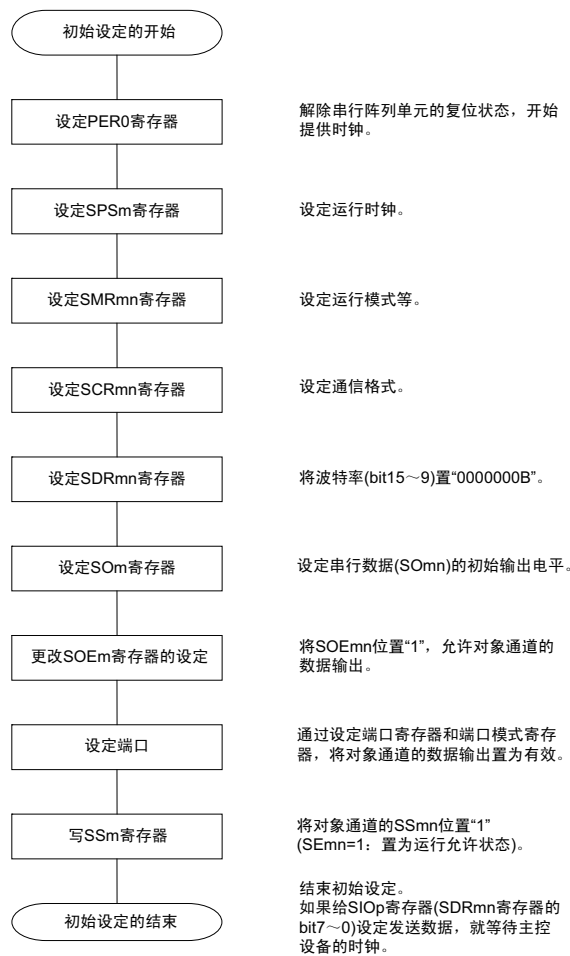 初始设定的开始
设定PER0寄存器
解除串行阵列单元的复位状态，开始
提供时钟。
设定SPSm寄存器
设定运行时钟。
设定SMRmn寄存器
设定运行模式等。
设定SCRmn寄存器
设定通信格式。
设定SDRmn寄存器
将波特率(bit15～9)置“0000000B”。
设定SOm寄存器
设定串行数据(SOmn)的初始输出电平。
更改SOEm寄存器的设定
将SOEmn位置“1”，允许对象通道的
数据输出。
设定端口
通过设定端口寄存器和端口模式寄存
器，将对象通道的数据输出置为有效。
写SSm寄存器
将对象通道的SSmn位置“1”
(SEmn=1：置为运行允许状态)。
初始设定的结束
结束初始设定。
如果给SIOp寄存器(SDRmn寄存器的
bit7～0)设定发送数据，就等待主控
设备的时钟。